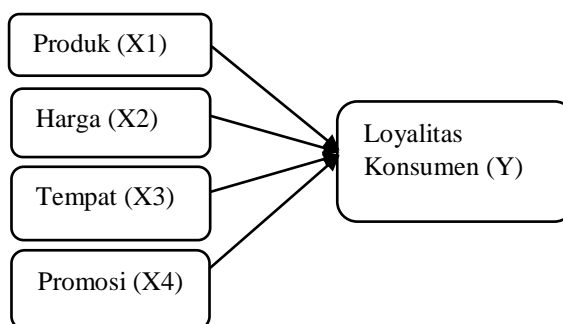 Produk (X1)
Harga (X2)
Tempat (X3)
Promosi (X4)
Loyalitas
Konsumen (Y)